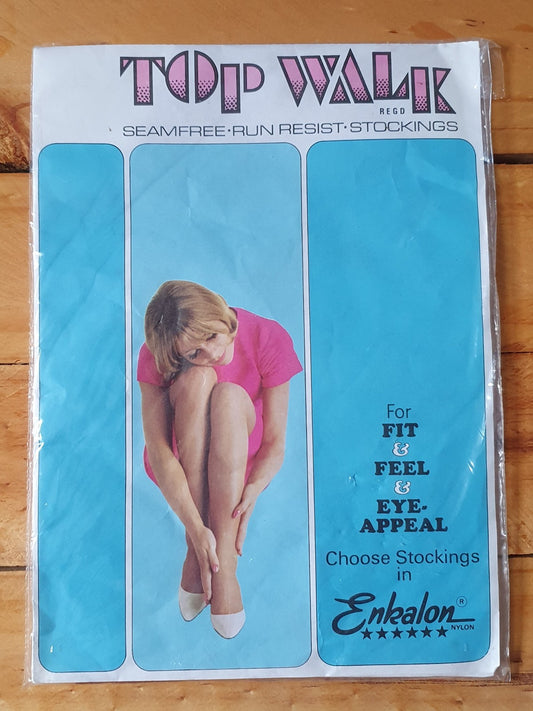 TOP WALK
REGD
SEAMFREE·RUN RESIST·STOCKINGS
For
FIT
&
FEEL
&
EYE-
APPEAL
Choose Stockings
in
Enkalon ®
NYLON